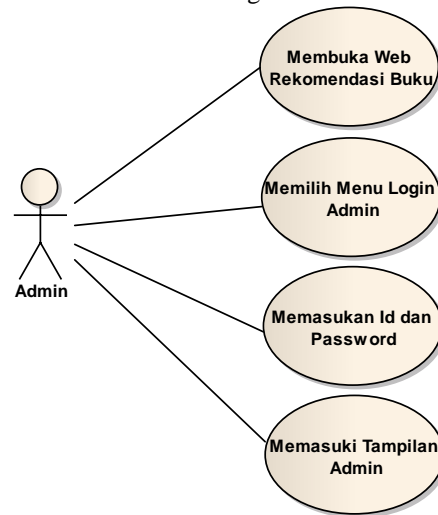 Membuka Web
Rekomendasi Buku
Memilih Menu Login
Admin
Admin
Memasukan Id dan
Password
Memasuki Tampilan
Admin